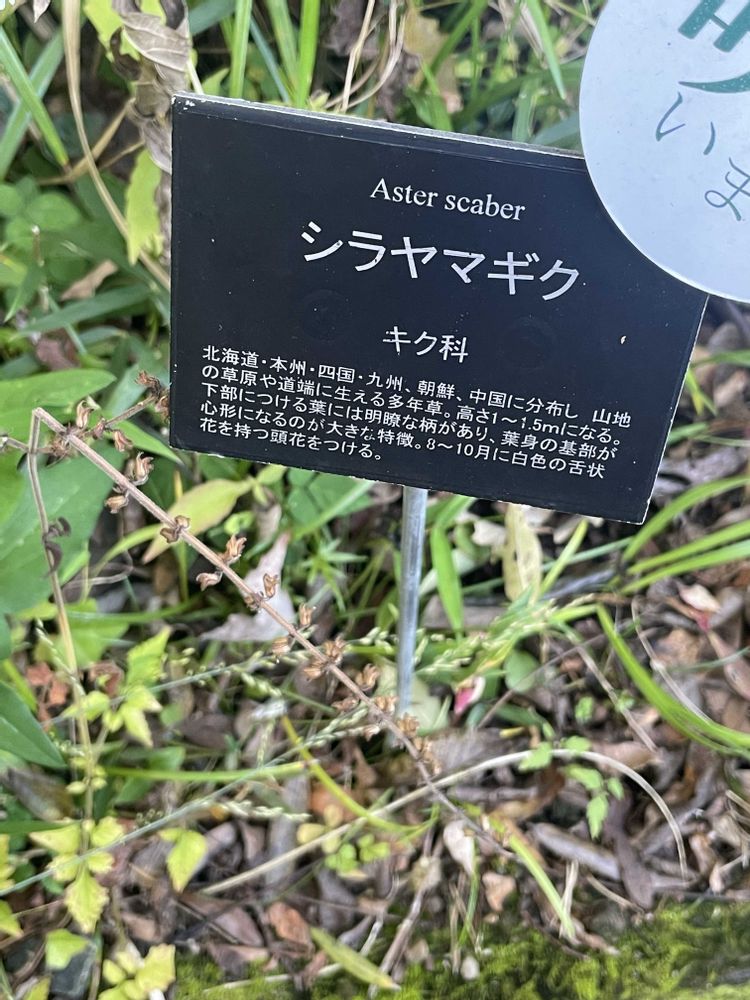 Aster scaber
シラヤマギク
キク科
北海道・本州・四国・九州、朝鮮、中国に分布し 山地
の草原や道端に生える多年草。高さ1〜1.5mになる。
下部につける葉には明瞭な柄があり、葉身の基部が
心形になるのが大きな特徴。8〜10月に白色の舌状
花を持つ頭花をつける。
いま